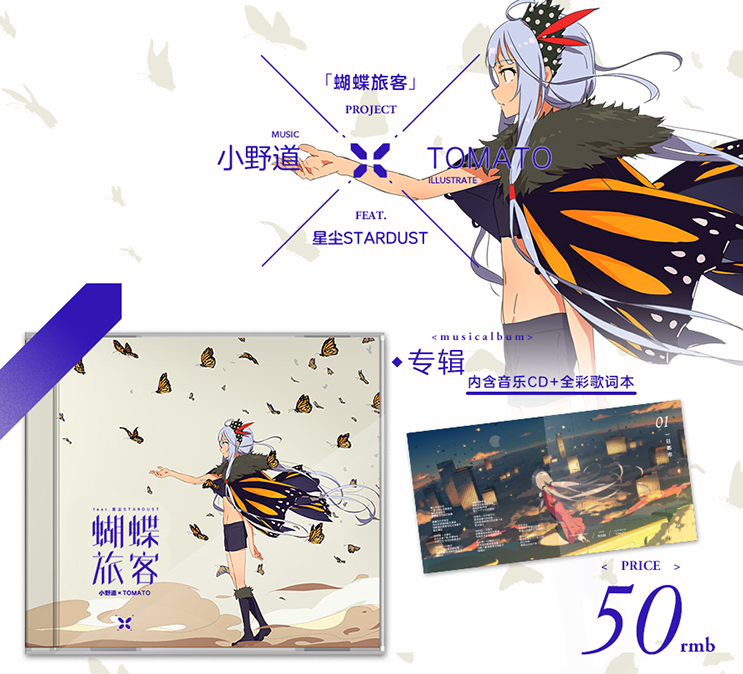 「蝴蝶旅客」
PROJECT
MUSIC
小野道
TOMATO
ILLUSTRATE
FEAT.
星尘STARDUST
<musicalbum>
专辑
内含音乐CD+全彩歌词本
feat.星尘STARDUST
蝴蝶
旅客
小野道×TOMATO
01
< PRICE >
50rmb